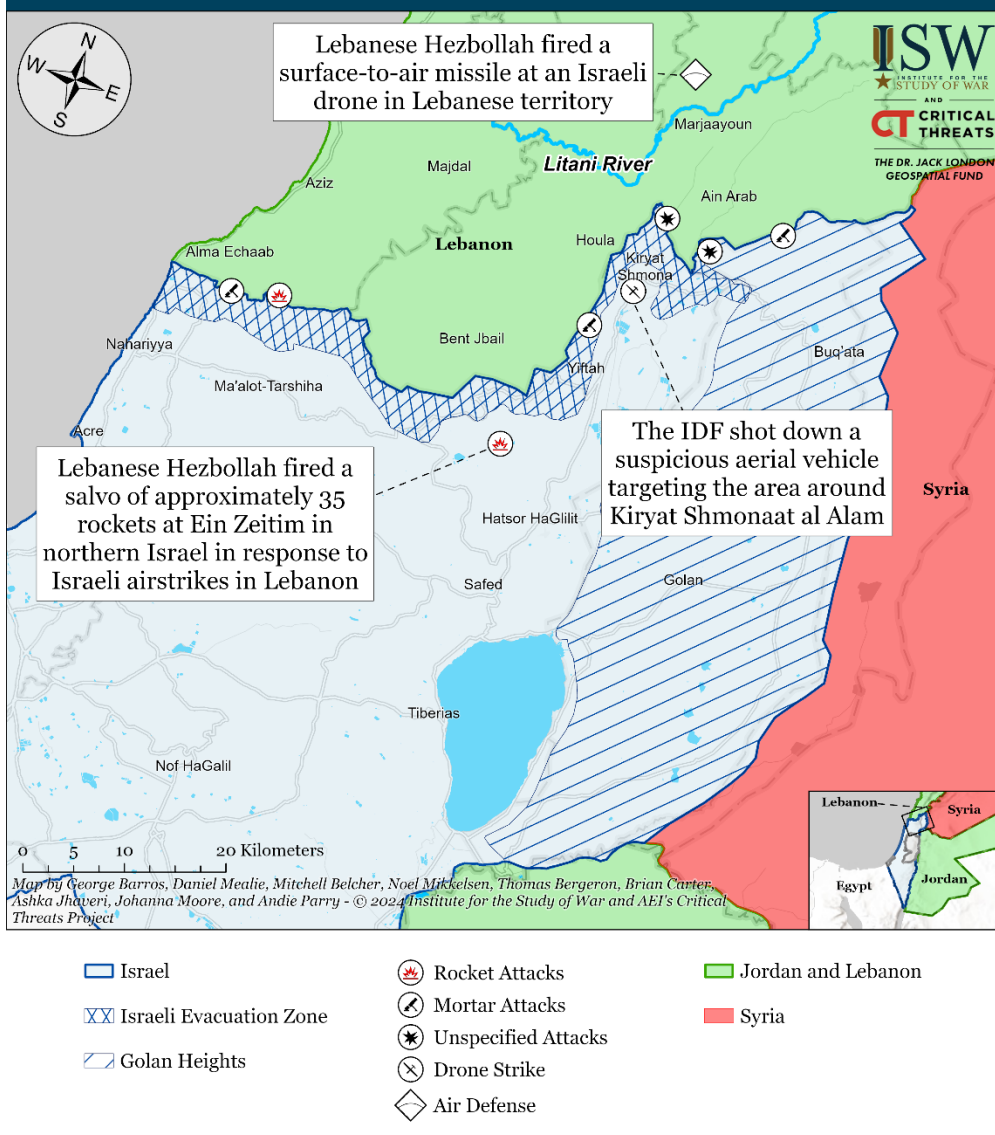 N
W
E
S
Lebanese Hezbollah fired a
surface-to-air missile at an Israeli
drone in Lebanese territory
ISW
INSTITUTE FOR THE
STUDY OF WAR
AND
CT CRITICAL
THREATS
THE DR. JACK LONDON
GEOSPATIAL FUND
Marjaayoun
Litani River
Majdal
Aziz
Ain Arab
Lebanon
Houla
Alma Echaab
Kiryat
Shmona
Nahariyya
Bent Jbail
Buq'ata
Yiftah
Ma'alot-Tarshiha
Acre
Lebanese Hezbollah fired a
salvo of approximately 35
rockets at Ein Zeitim in
northern Israel in response to
Israeli airstrikes in Lebanon
The IDF shot down a
suspicious aerial vehicle
targeting the area around
Kiryat Shmonaat al Alam
Syria
Hatsor HaGlilit
Safed
Golan
Tiberias
Nof HaGalil
0 5 10 20 Kilometers
Map by George Barros, Daniel Mealie, Mitchell Belcher, Noel Mikkelsen, Thomas Bergeron, Brian Carter,
Ashka Jhaveri, Johanna Moore, and Andie Parry - © 2024 Institute for the Study of War and AEI's Critical
Threats Project
Lebanon
Syria
Egypt
Jordan
Israel
Israeli Evacuation Zone
Golan Heights
Rocket Attacks
Mortar Attacks
Unspecified Attacks
Drone Strike
Air Defense
Jordan and Lebanon
Syria